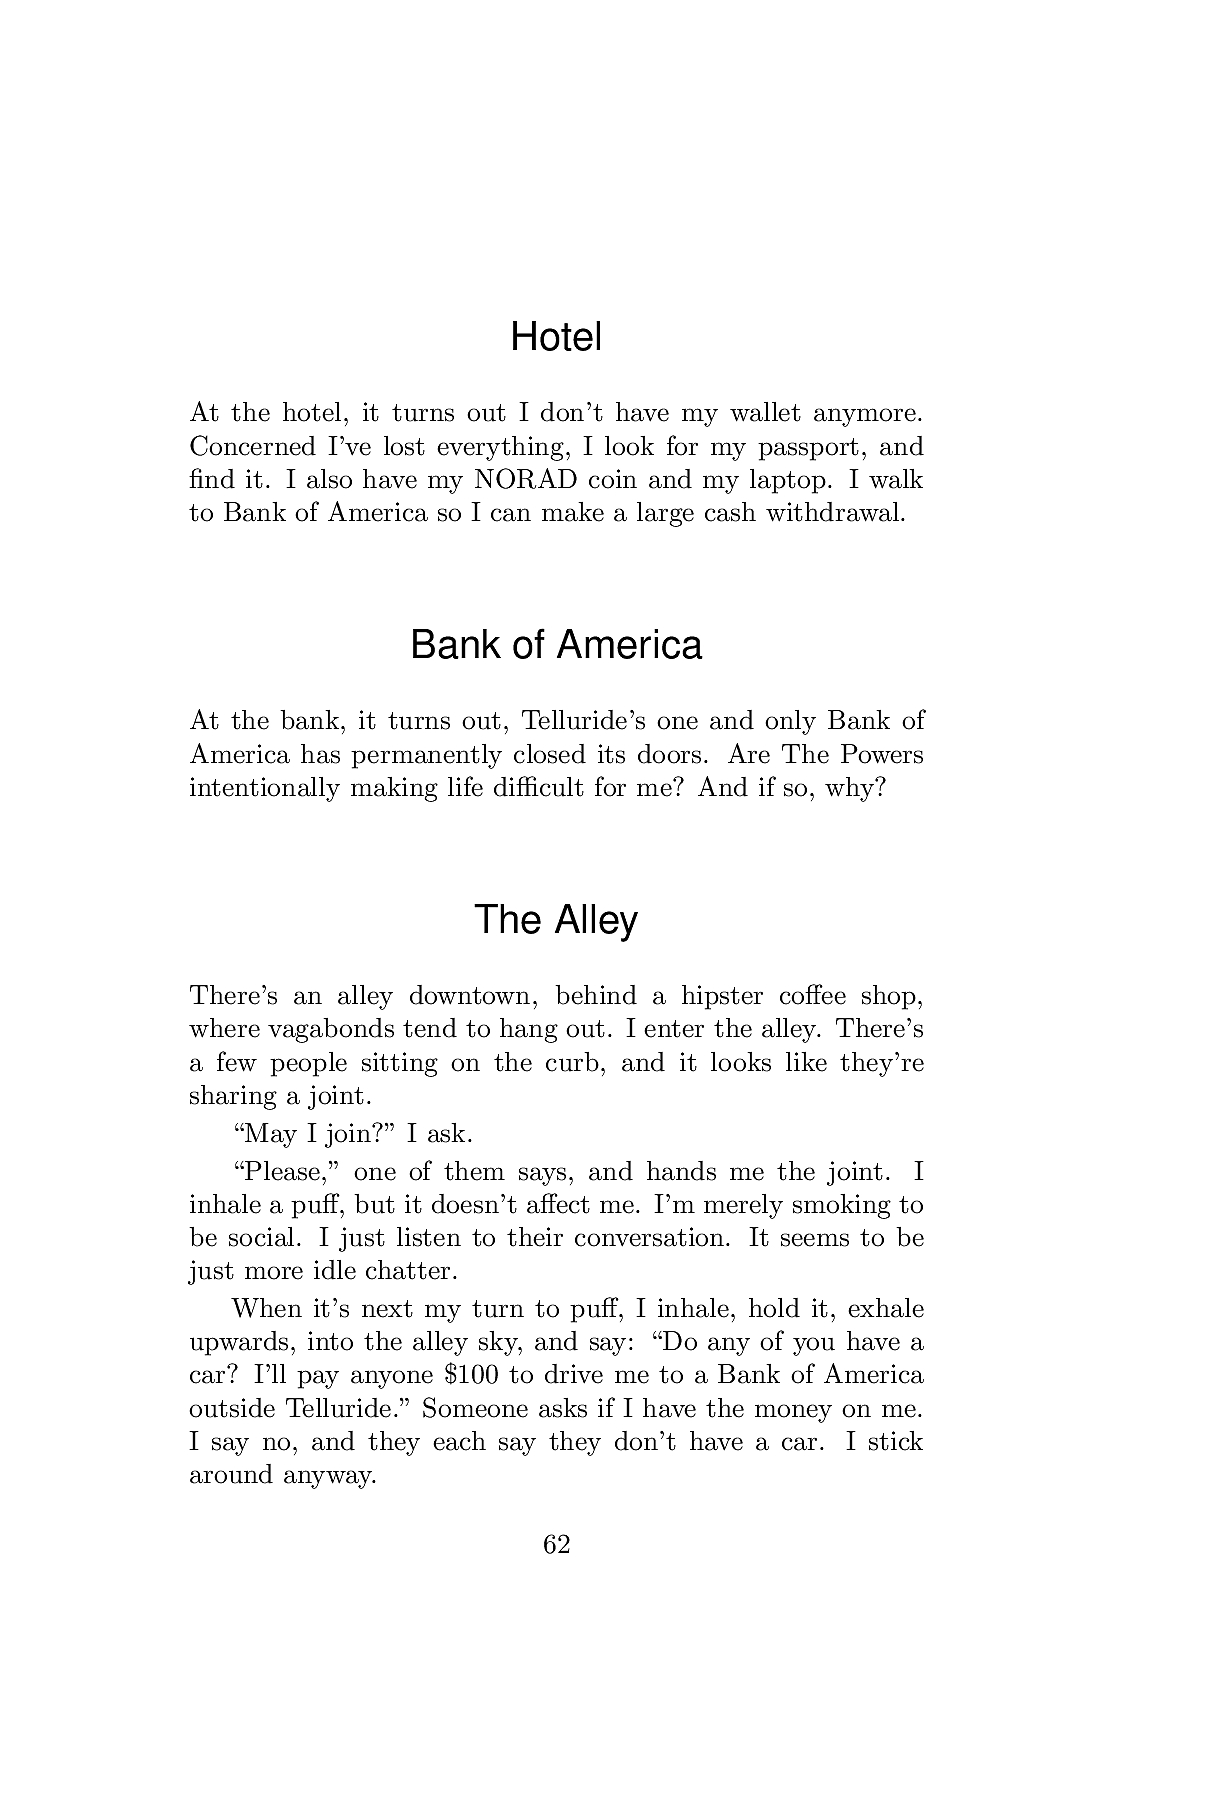 Hotel
At the hotel, it turns out I don’t have my wallet anymore.
Concerned I’ve lost everything, I look for my passport, and
find it. I also have my NORAD coin and my laptop. I walk
to Bank of America so I can make a large cash withdrawal.
Bank of America
At the bank, it turns out, Telluride’s one and only Bank of
America has permanently closed its doors. Are The Powers
intentionally making life difficult for me? And if so, why?
The Alley
There’s an alley downtown, behind a hipster coffee shop,
where vagabonds tend to hang out. I enter the alley. There’s
a few people sitting on the curb, and it looks like they’re
sharing a joint.
“May I join?” I ask.
“Please,” one of them says, and hands me the joint. I
inhale a puff, but it doesn’t affect me. I’m merely smoking to
be social. I just listen to their conversation. It seems to be
just more idle chatter.
When it’s next my turn to puff, I inhale, hold it, exhale
upwards, into the alley sky, and say: “Do any of you have a
car? I’ll pay anyone $100 to drive me to a Bank of America
outside Telluride.” Someone asks if I have the money on me.
I say no, and they each say they don’t have a car. I stick
around anyway.
62